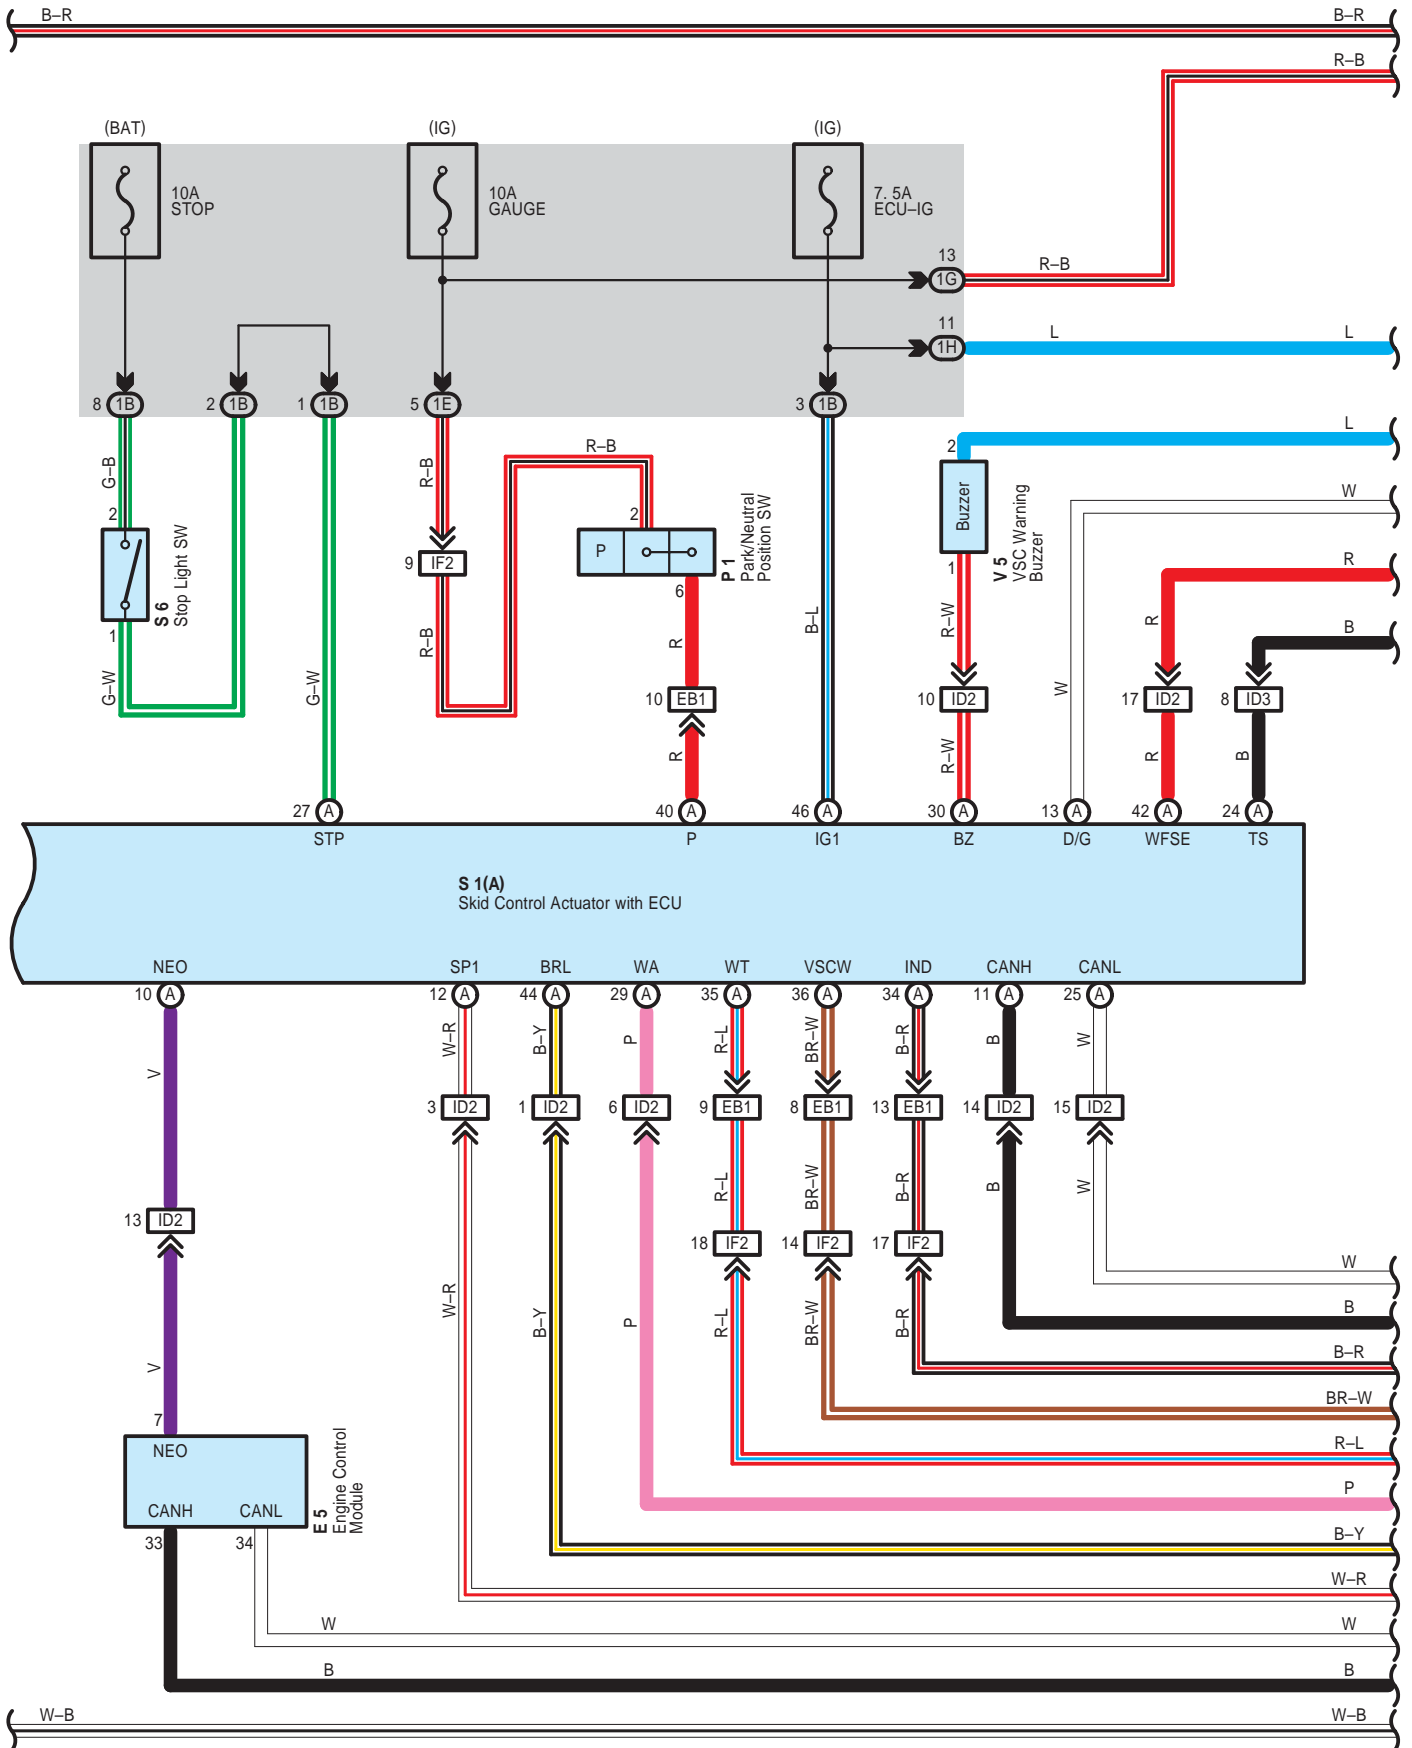 B–R B–R
R–B
(BAT) (IG) (IG)
10A
STOP
10A
GAUGE
7. 5A
ECU–IG
13
1G
R–B
11
1H
L L
8 1B 2 1B 1 1B 5 1E 3 1B
L
G–B
R–B
R–B
2
Buzzer
V 5
VSC Warning
Buzzer
1
W
2
S 6
Stop Light SW
1
9 IF2
2
P
P 1
Park/Neutral
Position SW
6
R
R
B
G–W
G–W
R–B
R
B–L
R–W
W
10 EB1
10 ID2
17 ID2
8 ID3
R
R–W
R
B
27 A 40 A 46 A 30 A 13 A 42 A 24 A
STP P IG1 BZ D/G WFSE TS
S 1(A)
Skid Control Actuator with ECU
NEO SP1 BRL WA WT VSCW IND CANH CANL
10 A 12 A 44 A 29 A 35 A 36 A 34 A 11 A 25 A
V W–R B–Y P R–L BR–W B–R B W
3 ID2 1 ID2 6 ID2 9 EB1 8 EB1 13 EB1 14 ID2 15 ID2
R–L BR–W B–R B W
13 ID2
18 IF2 14 IF2 17 IF2
W
V W–R B–Y P R–L BR–W B–R
B
B–R
BR–W
7
NEO
CANH CANL
E 5
Engine Control
Module
33 34
R–L
P
B–Y
W–R
W W
B B
W–B W–B